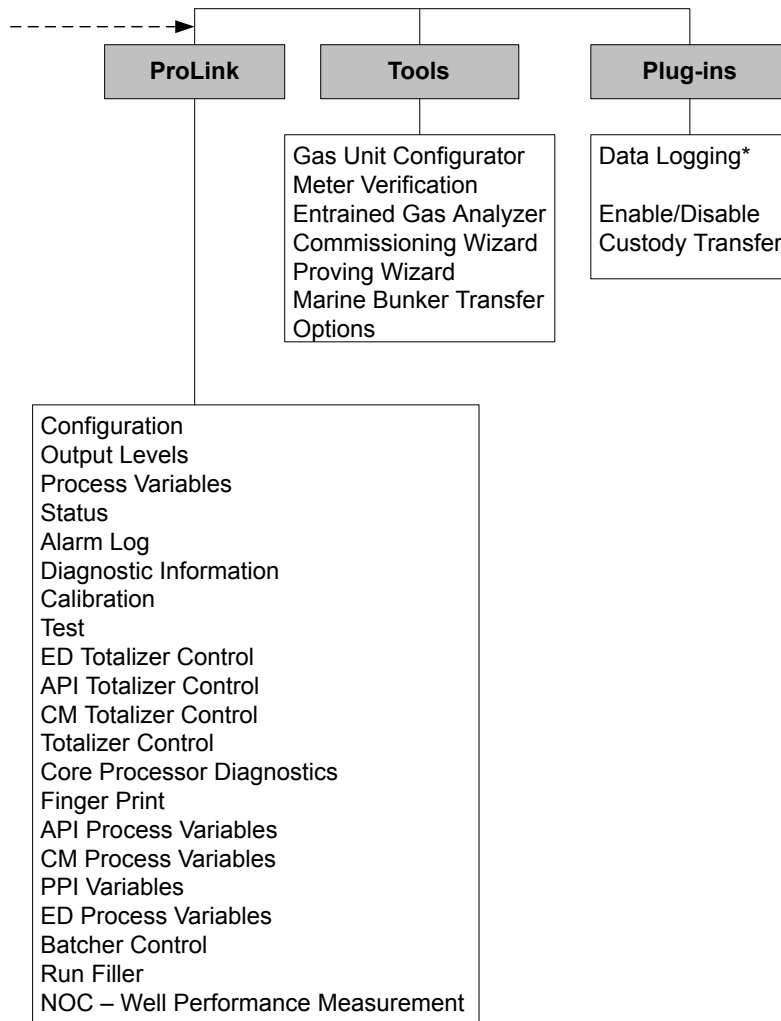 ProLink
Tools
Plug-ins
Gas Unit Configurator
Meter Verification
Entrained Gas Analyzer
Commissioning Wizard
Proving Wizard
Marine Bunker Transfer
Options
Data Logging*
Enable/Disable
Custody Transfer
Configuration
Output Levels
Process Variables
Status
Alarm Log
Diagnostic Information
Calibration
Test
ED Totalizer Control
API Totalizer Control
CM Totalizer Control
Totalizer Control
Core Processor Diagnostics
Finger Print
API Process Variables
CM Process Variables
PPI Variables
ED Process Variables
Batcher Control
Run Filler
NOC – Well Performance Measurement